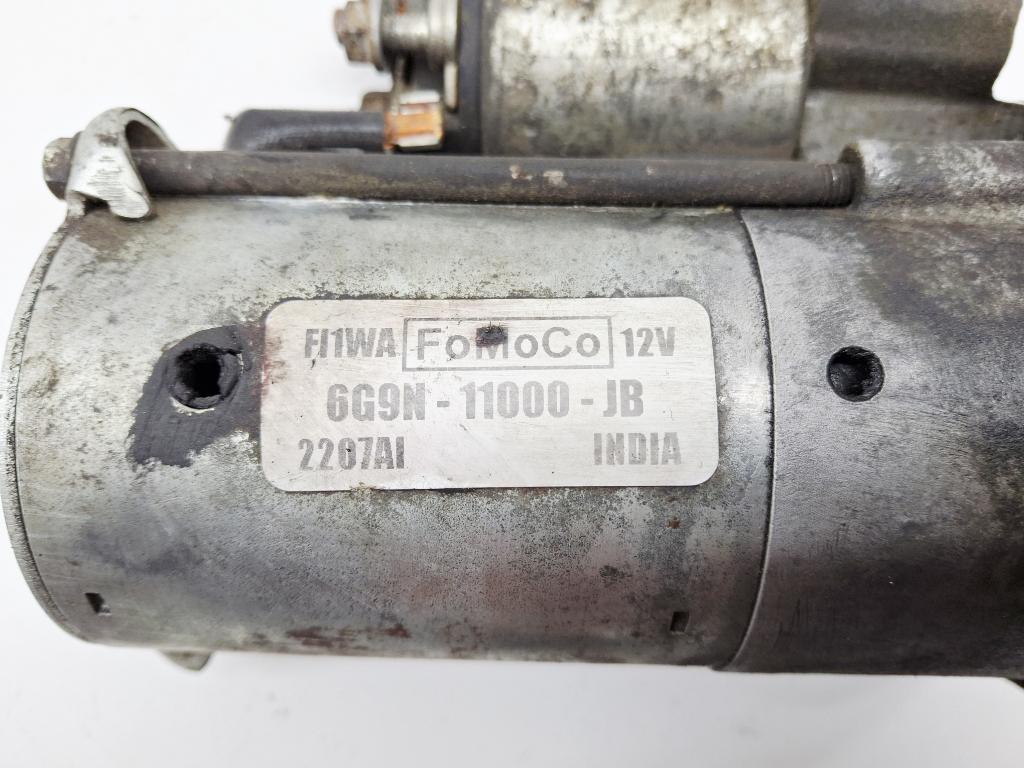 FI1WA FoMoCo 12V
6G9N - 11000 - JB
2207AI INDIA